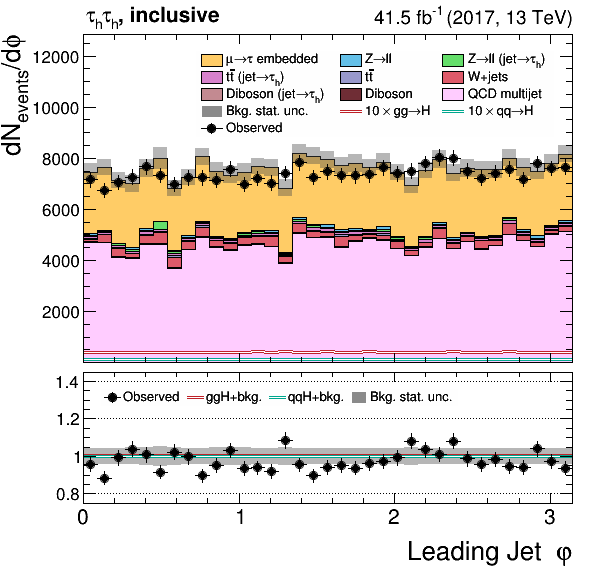 τhτh, inclusive
41.5 fb⁻¹ (2017, 13 TeV)
dNevents/dϕ
12000
10000
8000
6000
4000
2000
μ→τ embedded
Z→ll
Z→ll (jet→τh)
tt̄ (jet→τh)
tt̄
W+jets
Diboson (jet→τh)
Diboson
QCD multijet
Bkg. stat. unc.
10 × gg→H
10 × qq→H
Observed
1.4
1.2
1
0.8
Observed
ggH+bkg.
qqH+bkg.
Bkg. stat. unc.
0
1
2
3
Leading Jet φ